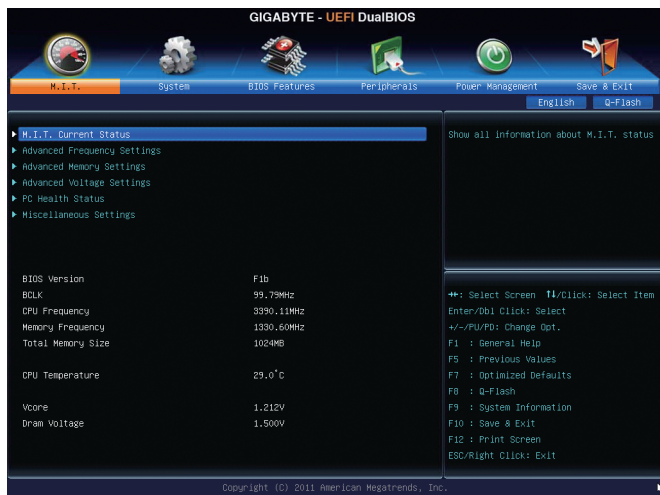 GIGABYTE - UEFI DualBIOS
M.I.T. System BIOS Features Peripherals Power Management Save & Exit
English Q-Flash
M.I.T. Current Status
Advanced Frequency Settings
Advanced Memory Settings
Advanced Voltage Settings
PC Health Status
Miscellaneous Settings
Show all information about M.I.T. status
BIOS Version F1b
BCLK 99.79MHz
CPU Frequency 3390.11MHz
Memory Frequency 1330.60MHz
Total Memory Size 1024MB
CPU Temperature 29.0°C
Vcore 1.212V
Dram Voltage 1.500V
→←: Select Screen ↑↓/Click: Select Item
Enter/Dbl Click: Select
+/-/PU/PD: Change Opt.
F1 : General Help
F5 : Previous Values
F7 : Optimized Defaults
F8 : Q-Flash
F9 : System Information
F10 : Save & Exit
F12 : Print Screen
ESC/Right Click: Exit
Copyright (C) 2011 American Megatrends, Inc.